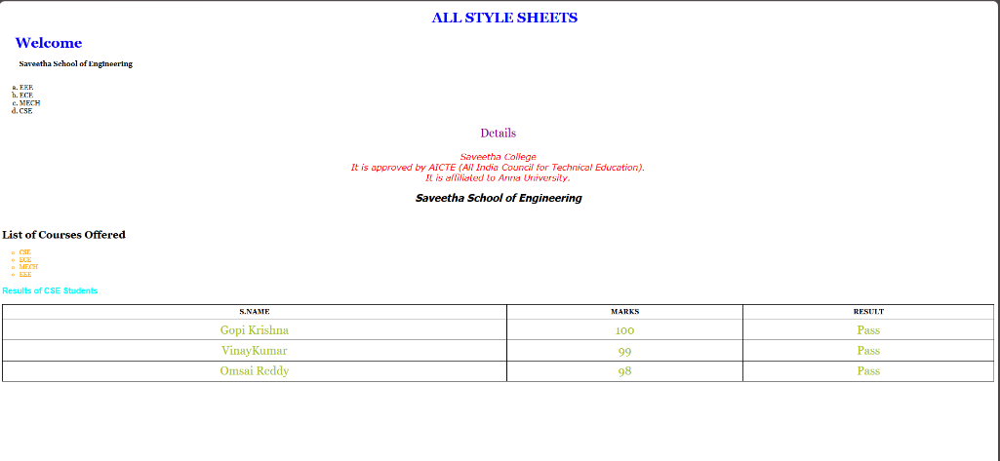 ALL STYLE SHEETS
Welcome
Saveetha School of Engineering
a. EEE
b. ECE
c. MECH
d. CSE
Details
Saveetha College
It is approved by AICTE (All India Council for Technical Education).
It is affiliated to Anna University.
Saveetha School of Engineering
List of Courses Offered
CSE
ECE
MECH
EEE
Results of CSE Students
S.NAME MARKS RESULT
Gopi Krishna 100 Pass
VinayKumar 99 Pass
Omsai Reddy 98 Pass